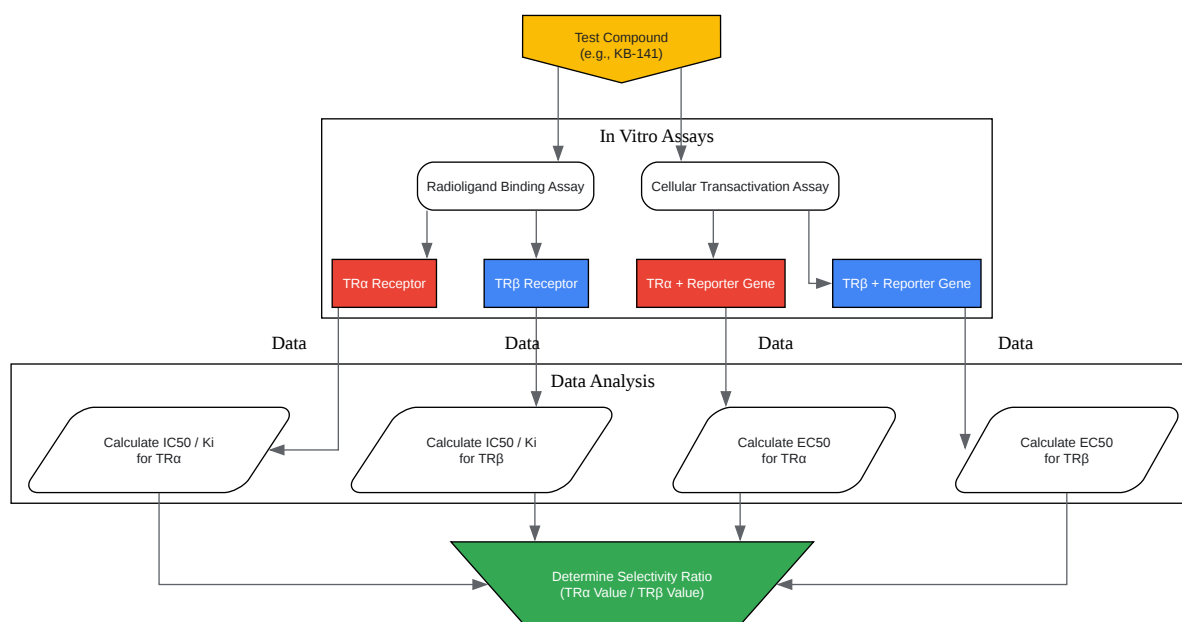 Test Compound
(e.g., KB-141)
In Vitro Assays
Radioligand Binding Assay
Cellular Transactivation Assay
TRα Receptor
TRβ Receptor
TRα + Reporter Gene
TRβ + Reporter Gene
Data
Data
Data
Data
Data Analysis
Calculate IC50 / Ki
for TRα
Calculate IC50 / Ki
for TRβ
Calculate EC50
for TRα
Calculate EC50
for TRβ
Determine Selectivity Ratio
(TRα Value / TRβ Value)